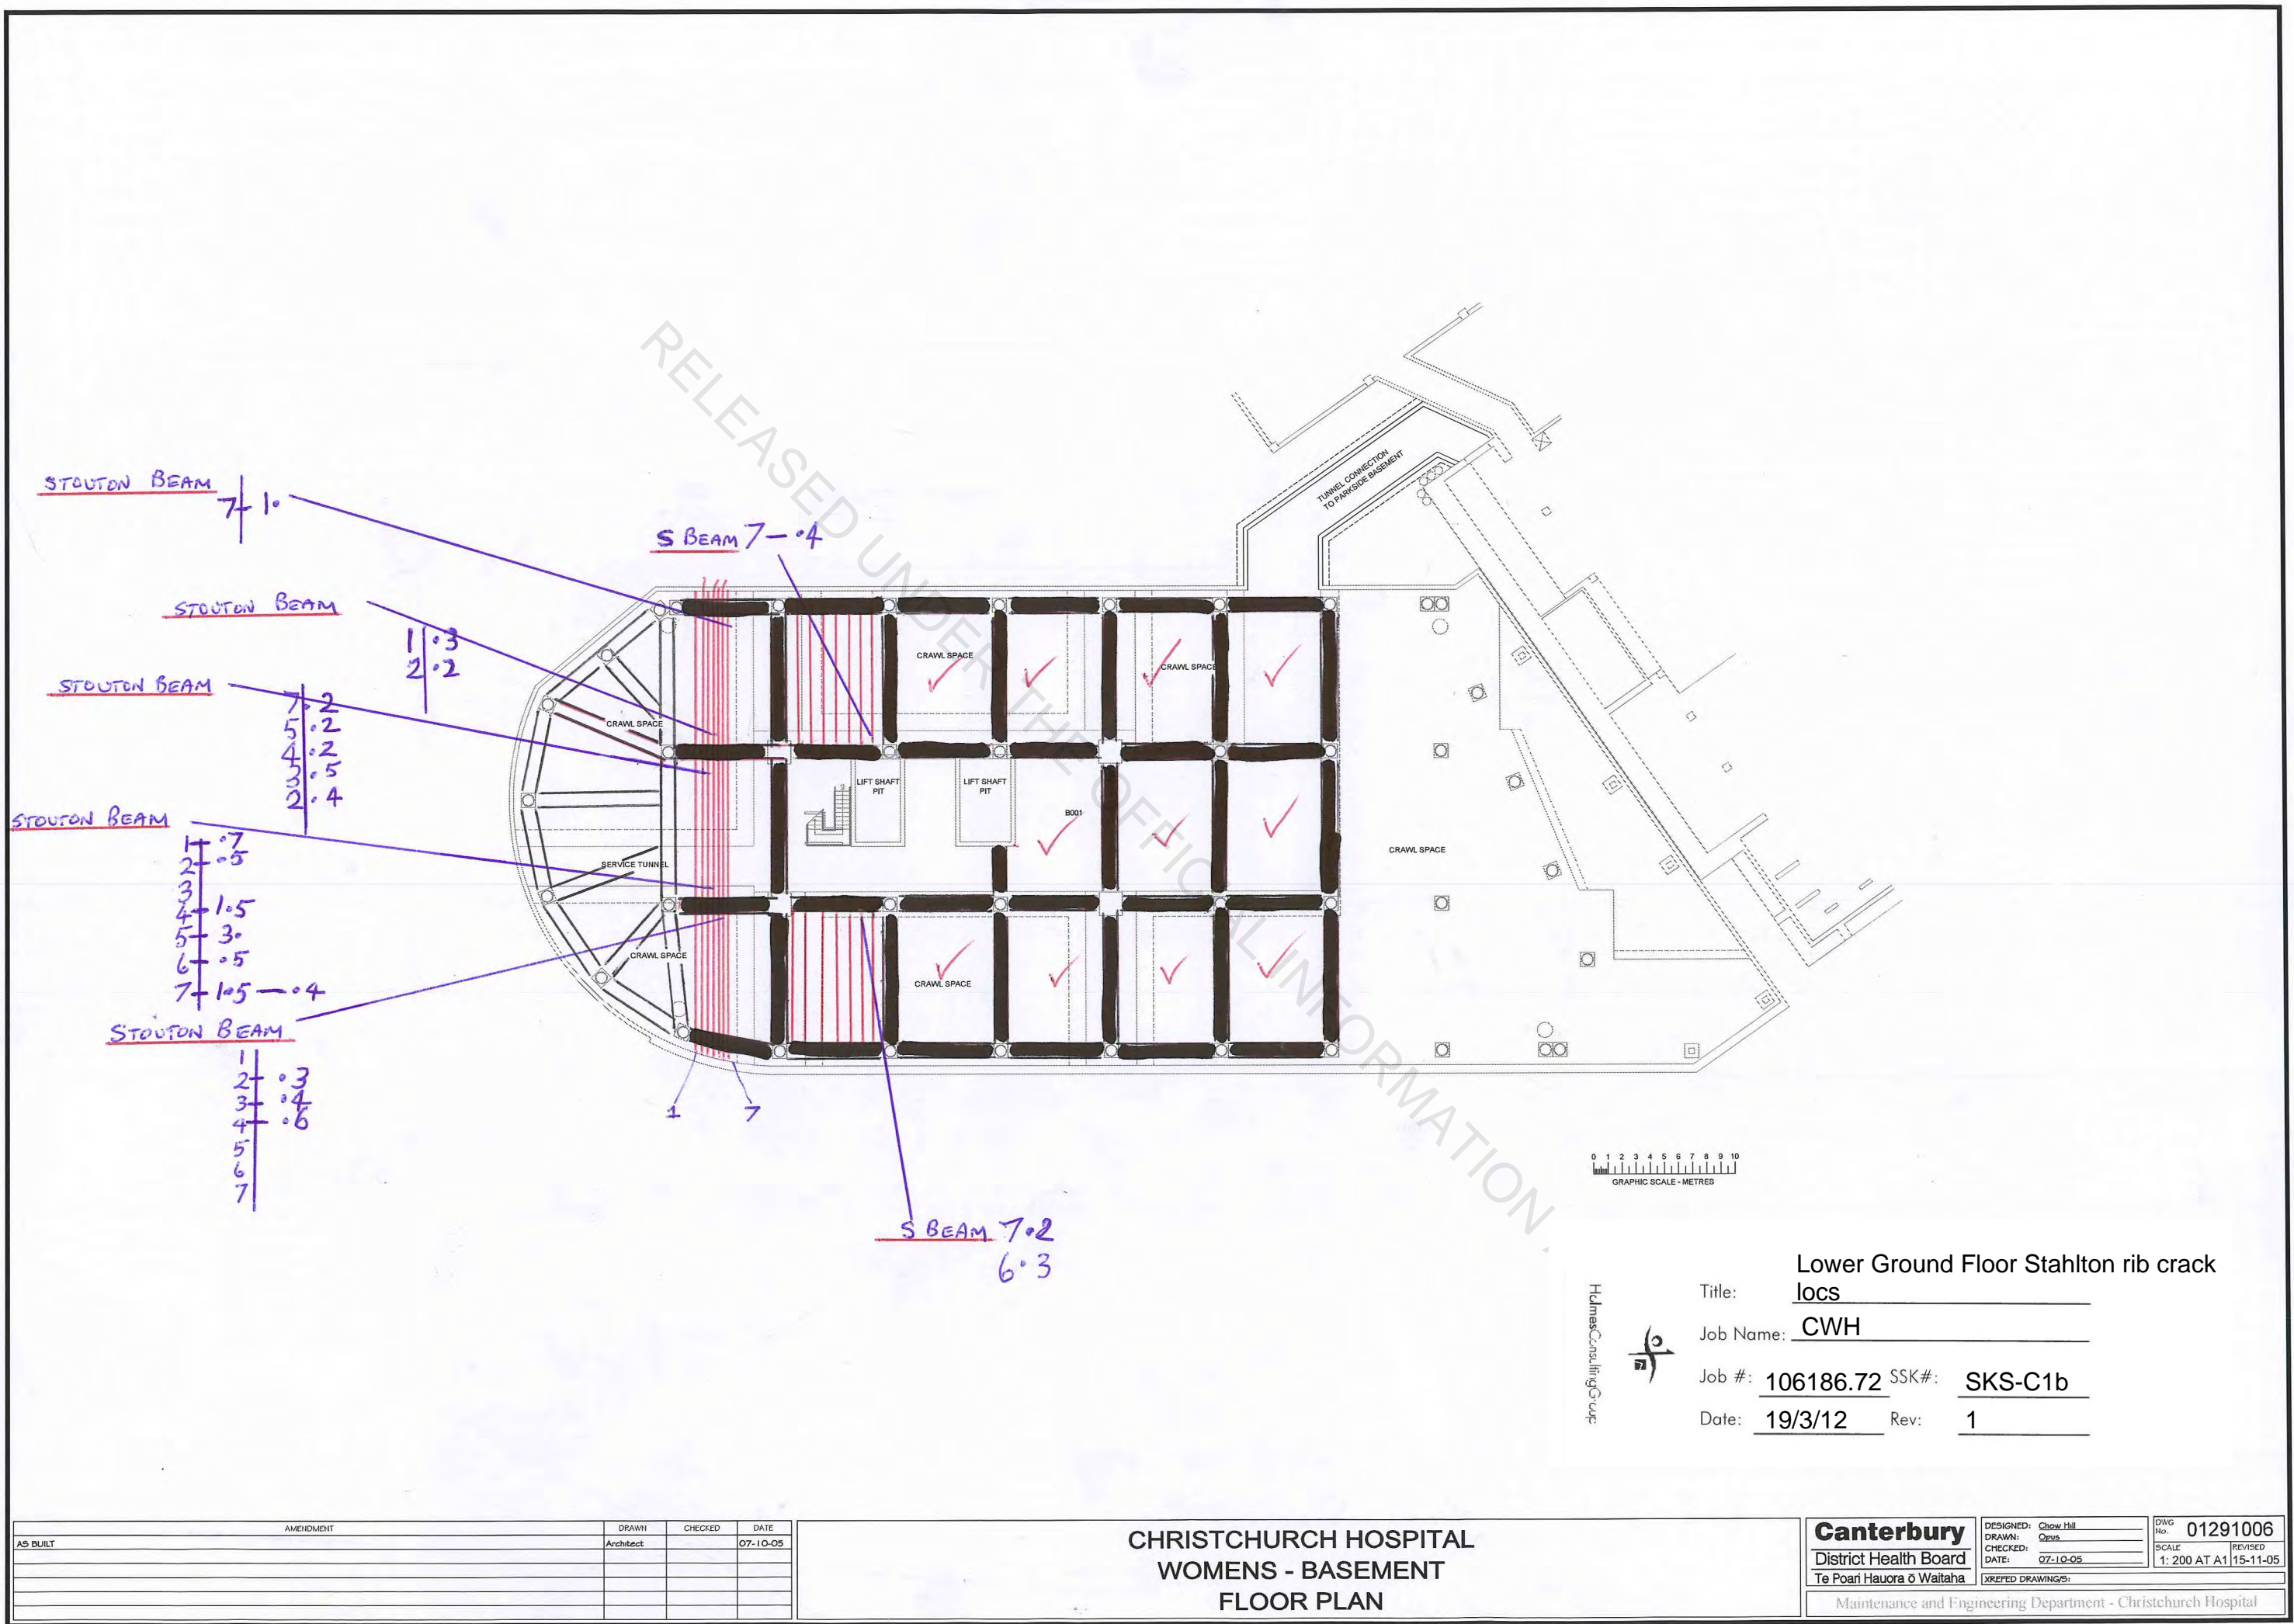 RELEASED UNDER THE OFFICIAL INFORMATION
TUNNEL CONNECTION
TO PARKSIDE BASEMENT
STOUTON BEAM
7 1.
S BEAM 7 - .4
STOUTON BEAM
1 .3
2 .2
STOUTON BEAM
7 .2
5 .2
4 .2
3 .5
2 .4
STOUTON BEAM
1 .7
2 .5
3
4 1.5
5 3.
6 .5
7 1.5 — .4
STOUTON BEAM
1
2 .3
3 .4
4 .6
5
6
7
CRAWL SPACE
CRAWL SPACE
CRAWL SPACE
LIFT SHAFT
PIT
LIFT SHAFT
PIT
B001
CRAWL SPACE
SERVICE TUNNEL
CRAWL SPACE
CRAWL SPACE
1 7
S BEAM 7.2
6.3
0 1 2 3 4 5 6 7 8 9 10
GRAPHIC SCALE - METRES
HolmesConsultingGroup
Title: Lower Ground Floor Stahlton rib crack
locs
Job Name: CWH
Job #: 106186.72 SSK#: SKS-C1b
Date: 19/3/12 Rev: 1
AMENDMENT DRAWN CHECKED DATE
AS BUILT Architect 07-10-05
CHRISTCHURCH HOSPITAL
WOMENS - BASEMENT
FLOOR PLAN
Canterbury
District Health Board
Te Poari Hauora ō Waitaha
DESIGNED: Chow Hill
DRAWN: Opus
CHECKED:
DATE: 07-10-05
DWG No. 01291006
SCALE REVISED
1: 200 AT A1 15-11-05
XREFED DRAWING/S:
Maintenance and Engineering Department - Christchurch Hospital